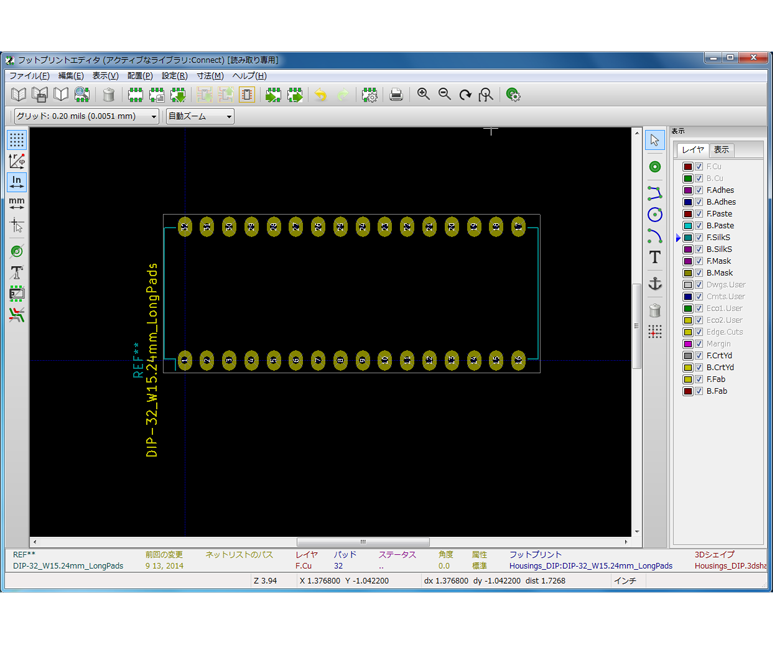 フットプリントエディタ (アクティブなライブラリ:Connect) [読み取り専用]
ファイル(F) 編集(E) 表示(V) 配置(P) 設定(R) 寸法(M) ヘルプ(H)
グリッド: 0.20 mils (0.0051 mm) 自動ズーム
In
mm
表示
レイヤ 表示
F.Cu
B.Cu
F.Adhes
B.Adhes
F.Paste
B.Paste
F.SilkS
B.SilkS
F.Mask
B.Mask
Dwgs.User
Cmts.User
Eco1.User
Eco2.User
Edge.Cuts
Margin
F.CrtYd
B.CrtYd
F.Fab
B.Fab
REF**
DIP-32_W15.24mm_LongPads
REF** 前回の変更 ネットリストのパス レイヤ パッド ステータス 角度 属性 フットプリント 3Dシェイプ
DIP-32_W15.24mm_LongPads 9 13, 2014 F.Cu 32 .. 0.0 標準 Housings_DIP:DIP-32_W15.24mm_LongPads Housings_DIP.3dsha
Z 3.94 X 1.376800 Y -1.042200 dx 1.376800 dy -1.042200 dist 1.7268 インチ